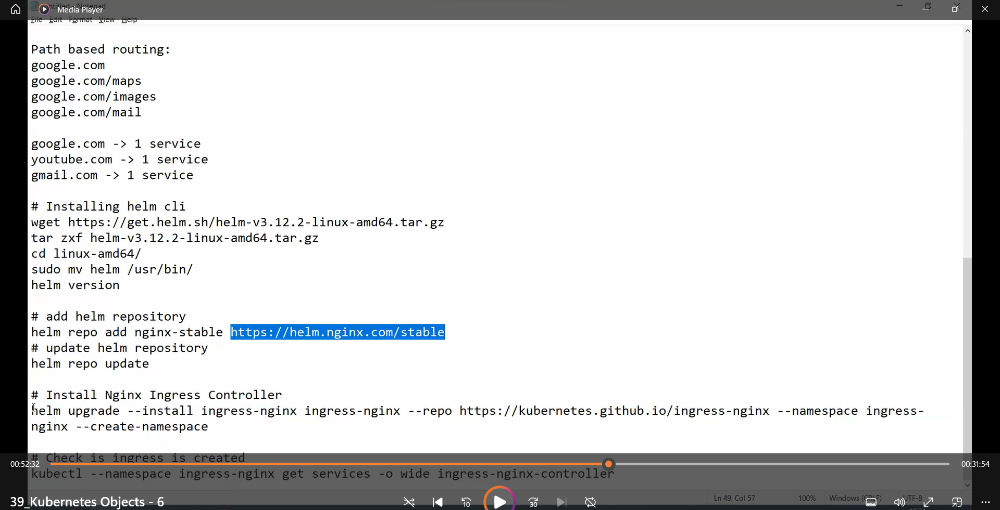 Untitled - Notepad
Media Player
File Edit Format View Help
Path based routing:
google.com
google.com/maps
google.com/images
google.com/mail
google.com -> 1 service
youtube.com -> 1 service
gmail.com -> 1 service
# Installing helm cli
wget https://get.helm.sh/helm-v3.12.2-linux-amd64.tar.gz
tar zxf helm-v3.12.2-linux-amd64.tar.gz
cd linux-amd64/
sudo mv helm /usr/bin/
helm version
# add helm repository
helm repo add nginx-stable https://helm.nginx.com/stable
# update helm repository
helm repo update
# Install Nginx Ingress Controller
helm upgrade --install ingress-nginx ingress-nginx --repo https://kubernetes.github.io/ingress-nginx --namespace ingress-
nginx --create-namespace
# Check is ingress is created
00:52:32 00:31:54
kubectl --namespace ingress-nginx get services -o wide ingress-nginx-controller
39_Kubernetes Objects - 6
10 30
Ln 49, Col 57 100% Windows (CRLF) UTF-8